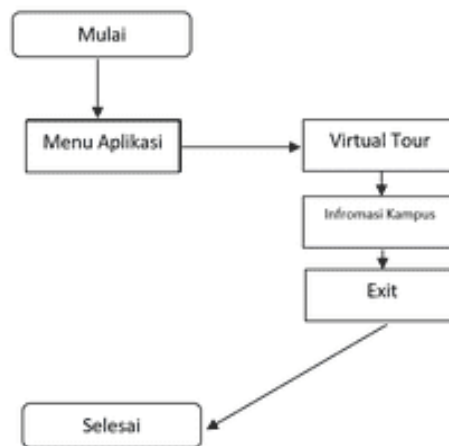 Mulai
Menu Aplikasi
Virtual Tour
Infromasi Kampus
Exit
Selesai